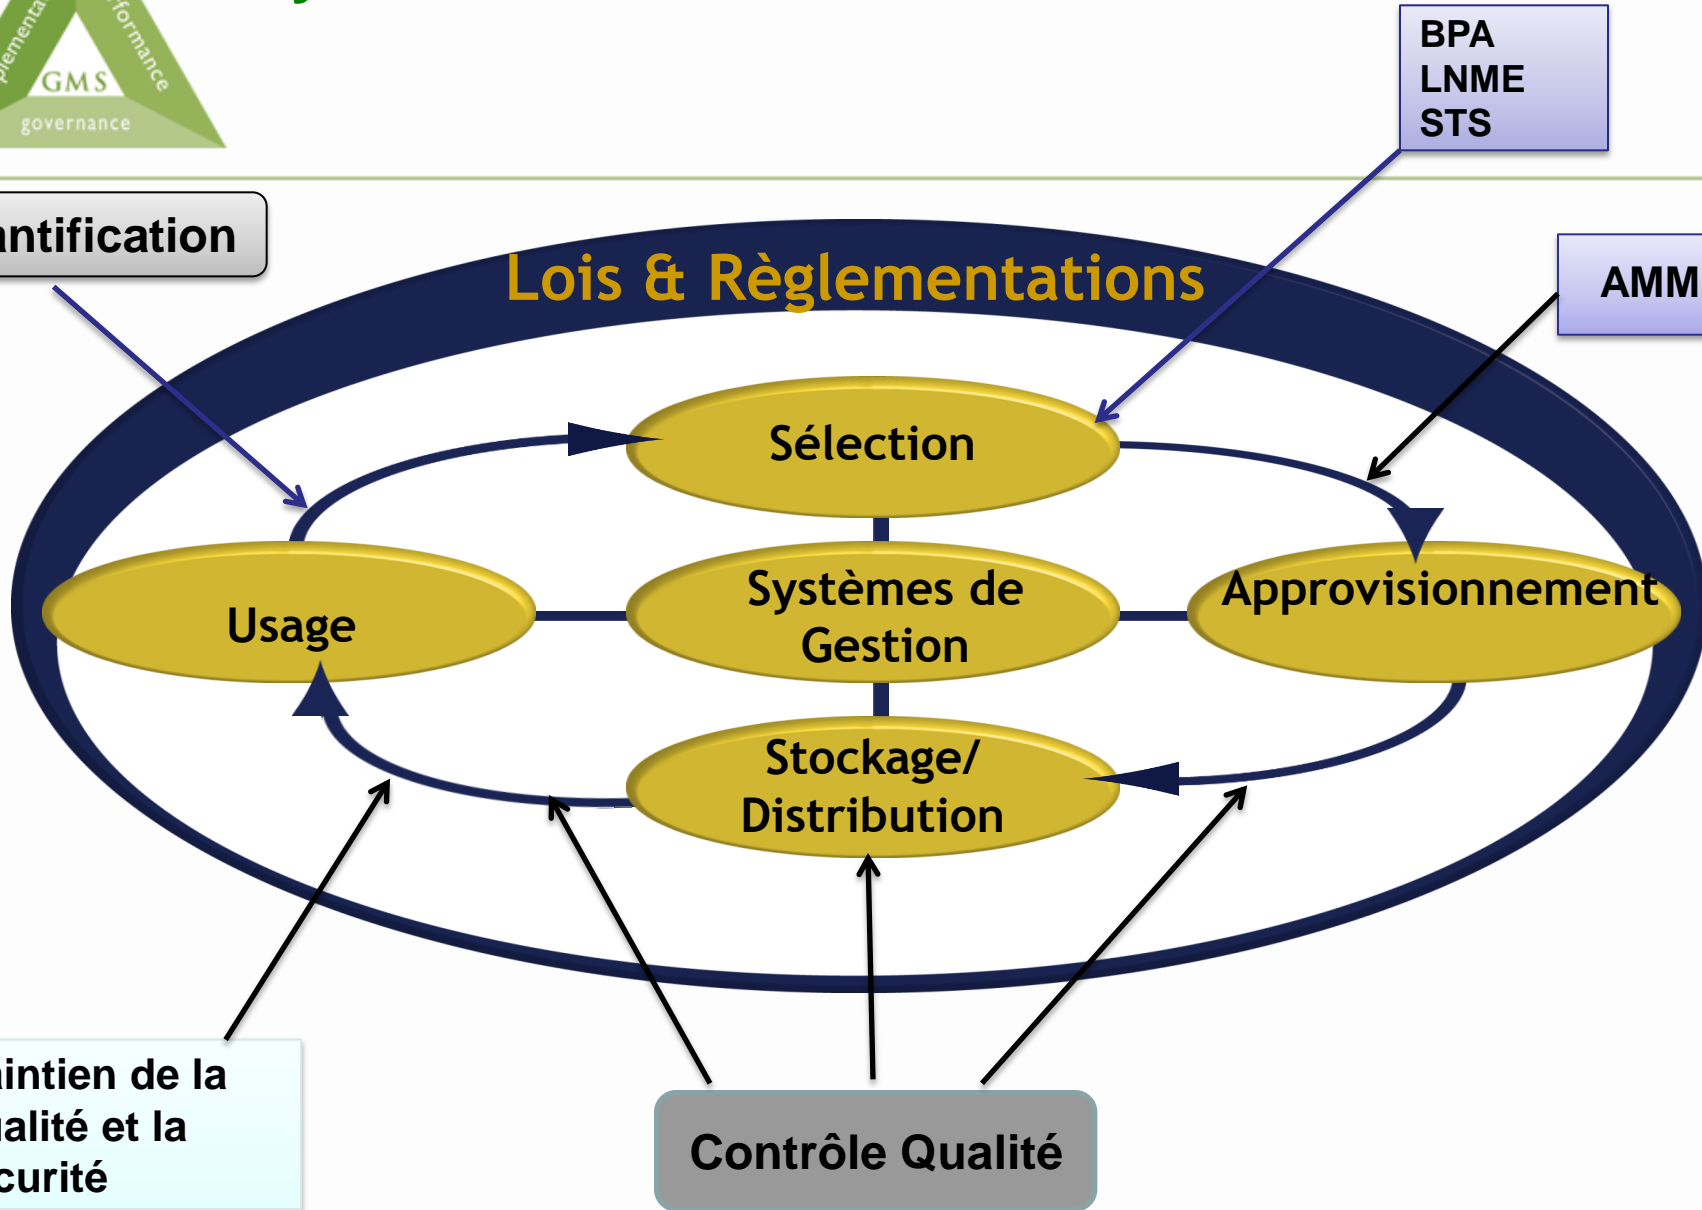 GMS
governance
BPA
LNME
STS
antification
Lois & Règlementations
AMM
Sélection
Systèmes de
Gestion
Approvisionnement
Usage
Stockage/
Distribution
intien de la
alité et la
curité
Contrôle Qualité